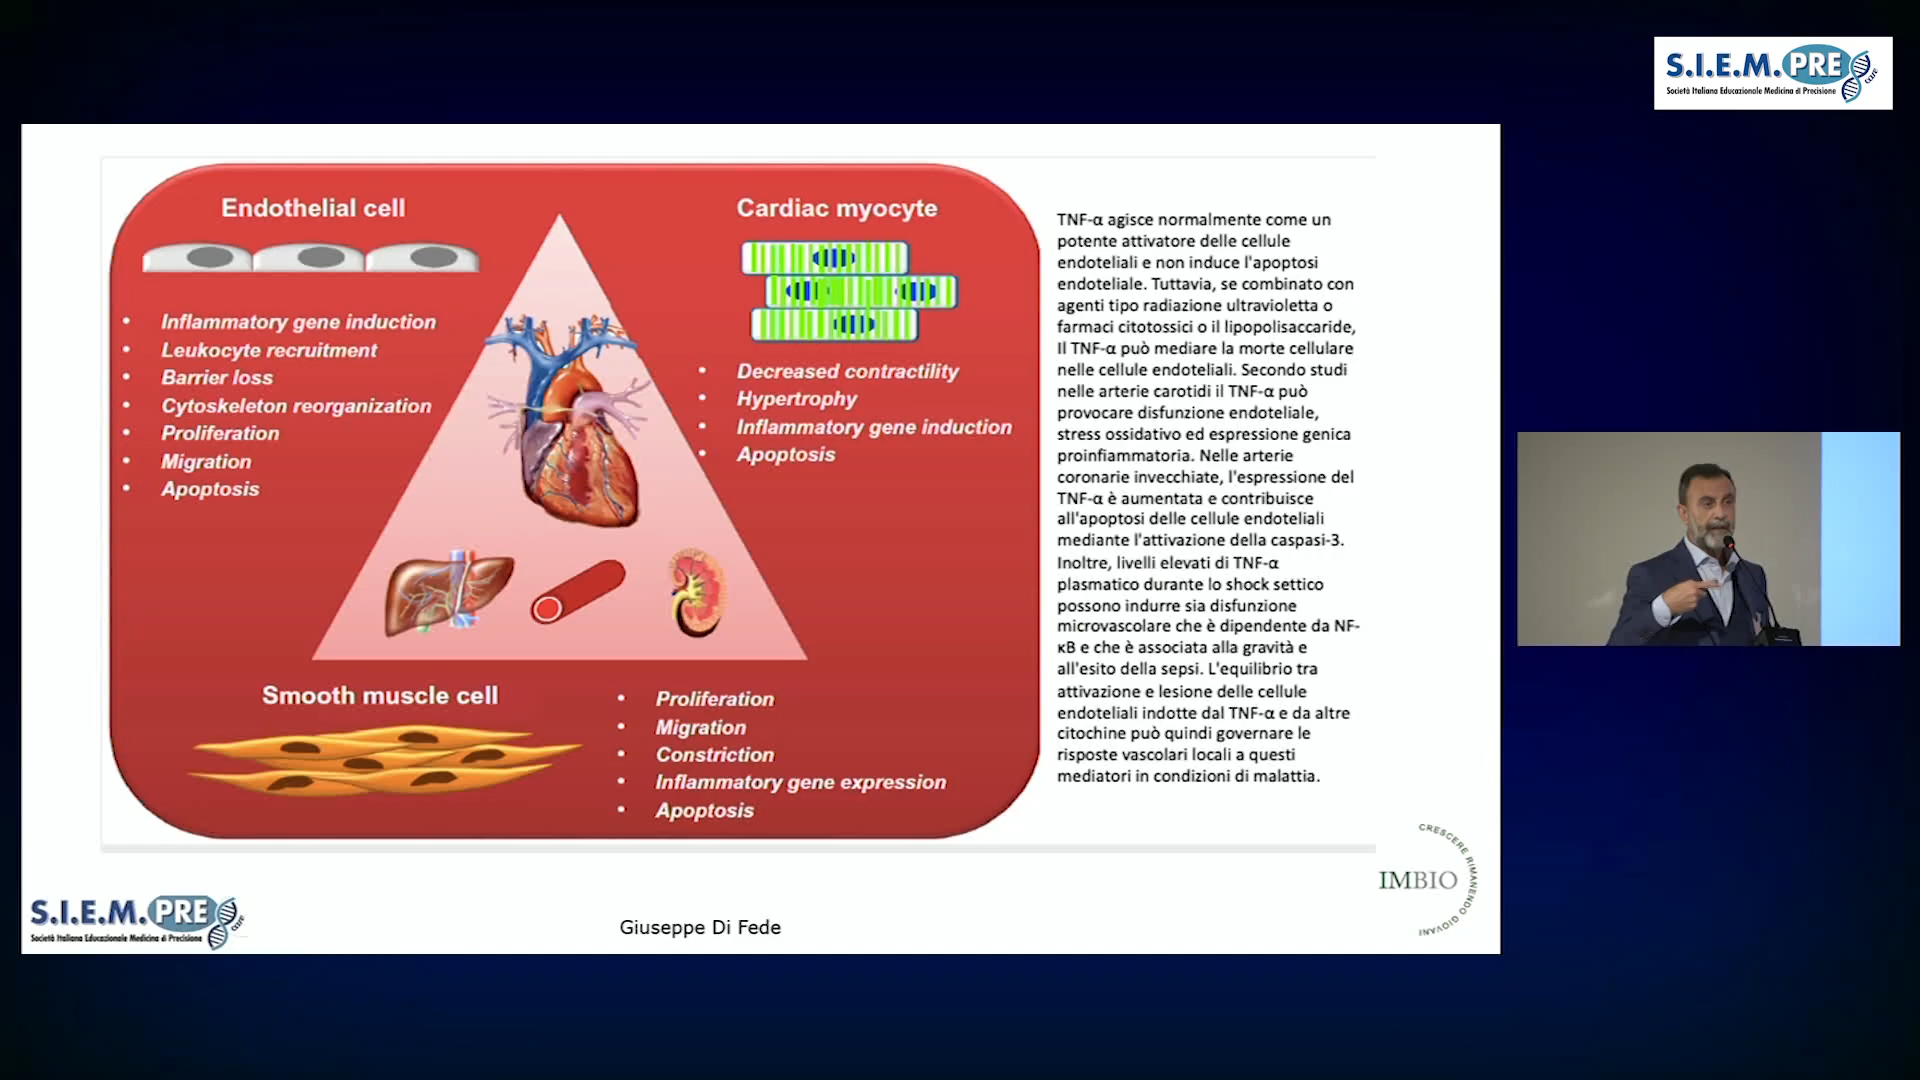 S.I.E.M.PRE
care
Società Italiana Educazionale Medicina di Precisione
Endothelial cell
• Inflammatory gene induction
• Leukocyte recruitment
• Barrier loss
• Cytoskeleton reorganization
• Proliferation
• Migration
• Apoptosis
Cardiac myocyte
• Decreased contractility
• Hypertrophy
• Inflammatory gene induction
• Apoptosis
Smooth muscle cell
• Proliferation
• Migration
• Constriction
• Inflammatory gene expression
• Apoptosis
TNF-α agisce normalmente come un
potente attivatore delle cellule
endoteliali e non induce l'apoptosi
endoteliale. Tuttavia, se combinato con
agenti tipo radiazione ultravioletta o
farmaci citotossici o il lipopolisaccaride,
Il TNF-α può mediare la morte cellulare
nelle cellule endoteliali. Secondo studi
nelle arterie carotidi il TNF-α può
provocare disfunzione endoteliale,
stress ossidativo ed espressione genica
proinfiammatoria. Nelle arterie
coronarie invecchiate, l'espressione del
TNF-α è aumentata e contribuisce
all'apoptosi delle cellule endoteliali
mediante l'attivazione della caspasi-3.
Inoltre, livelli elevati di TNF-α
plasmatico durante lo shock settico
possono indurre sia disfunzione
microvascolare che è dipendente da NF-
κB e che è associata alla gravità e
all'esito della sepsi. L'equilibrio tra
attivazione e lesione delle cellule
endoteliali indotte dal TNF-α e da altre
citochine può quindi governare le
risposte vascolari locali a questi
mediatori in condizioni di malattia.
CRESCERE RIMANENDO GIOVANI
IMBIO
S.I.E.M.PRE
care
Società Italiana Educazionale Medicina di Precisione
Giuseppe Di Fede